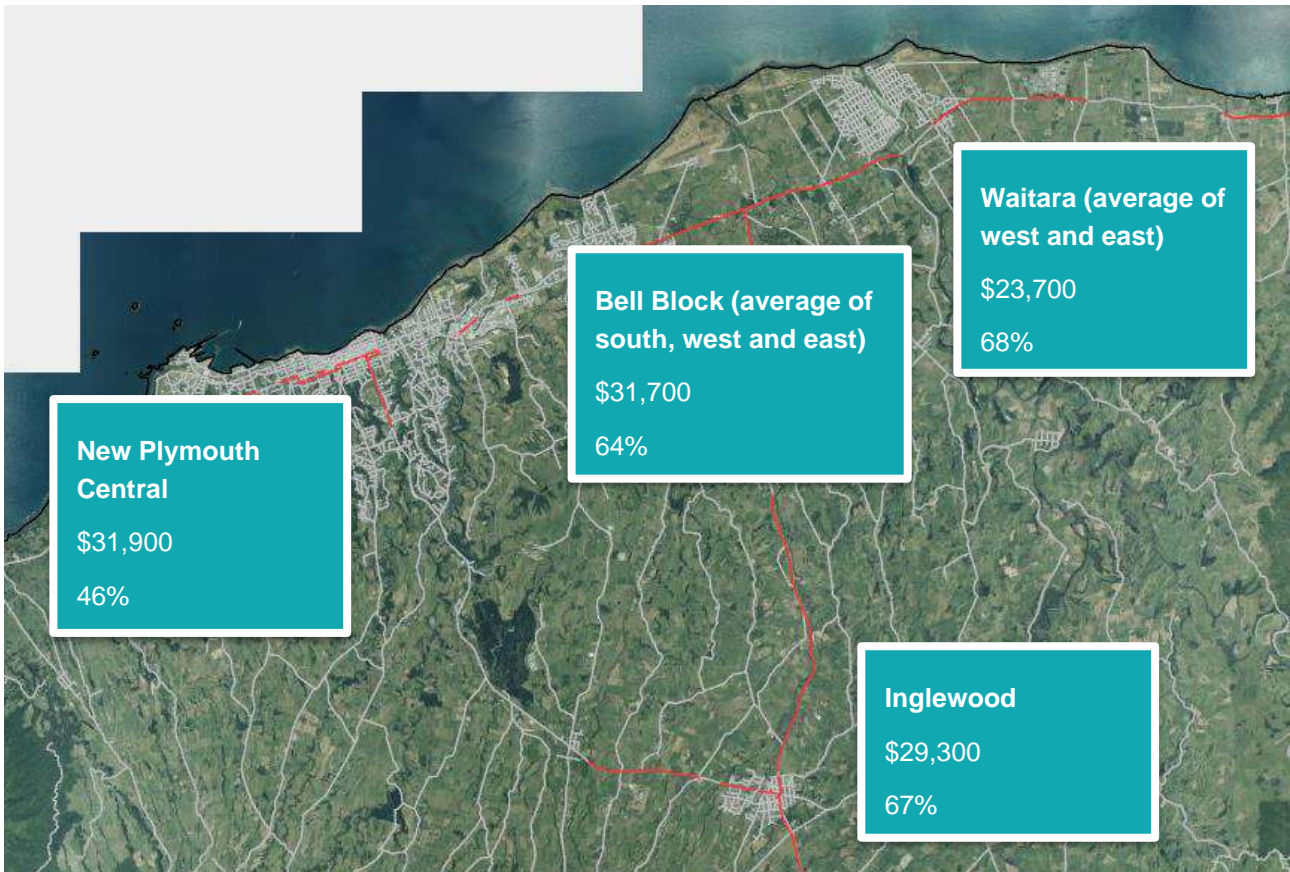 Waitara (average of
west and east)
$23,700
68%
Bell Block (average of
south, west and east)
$31,700
64%
New Plymouth
Central
$31,900
46%
Inglewood
$29,300
67%